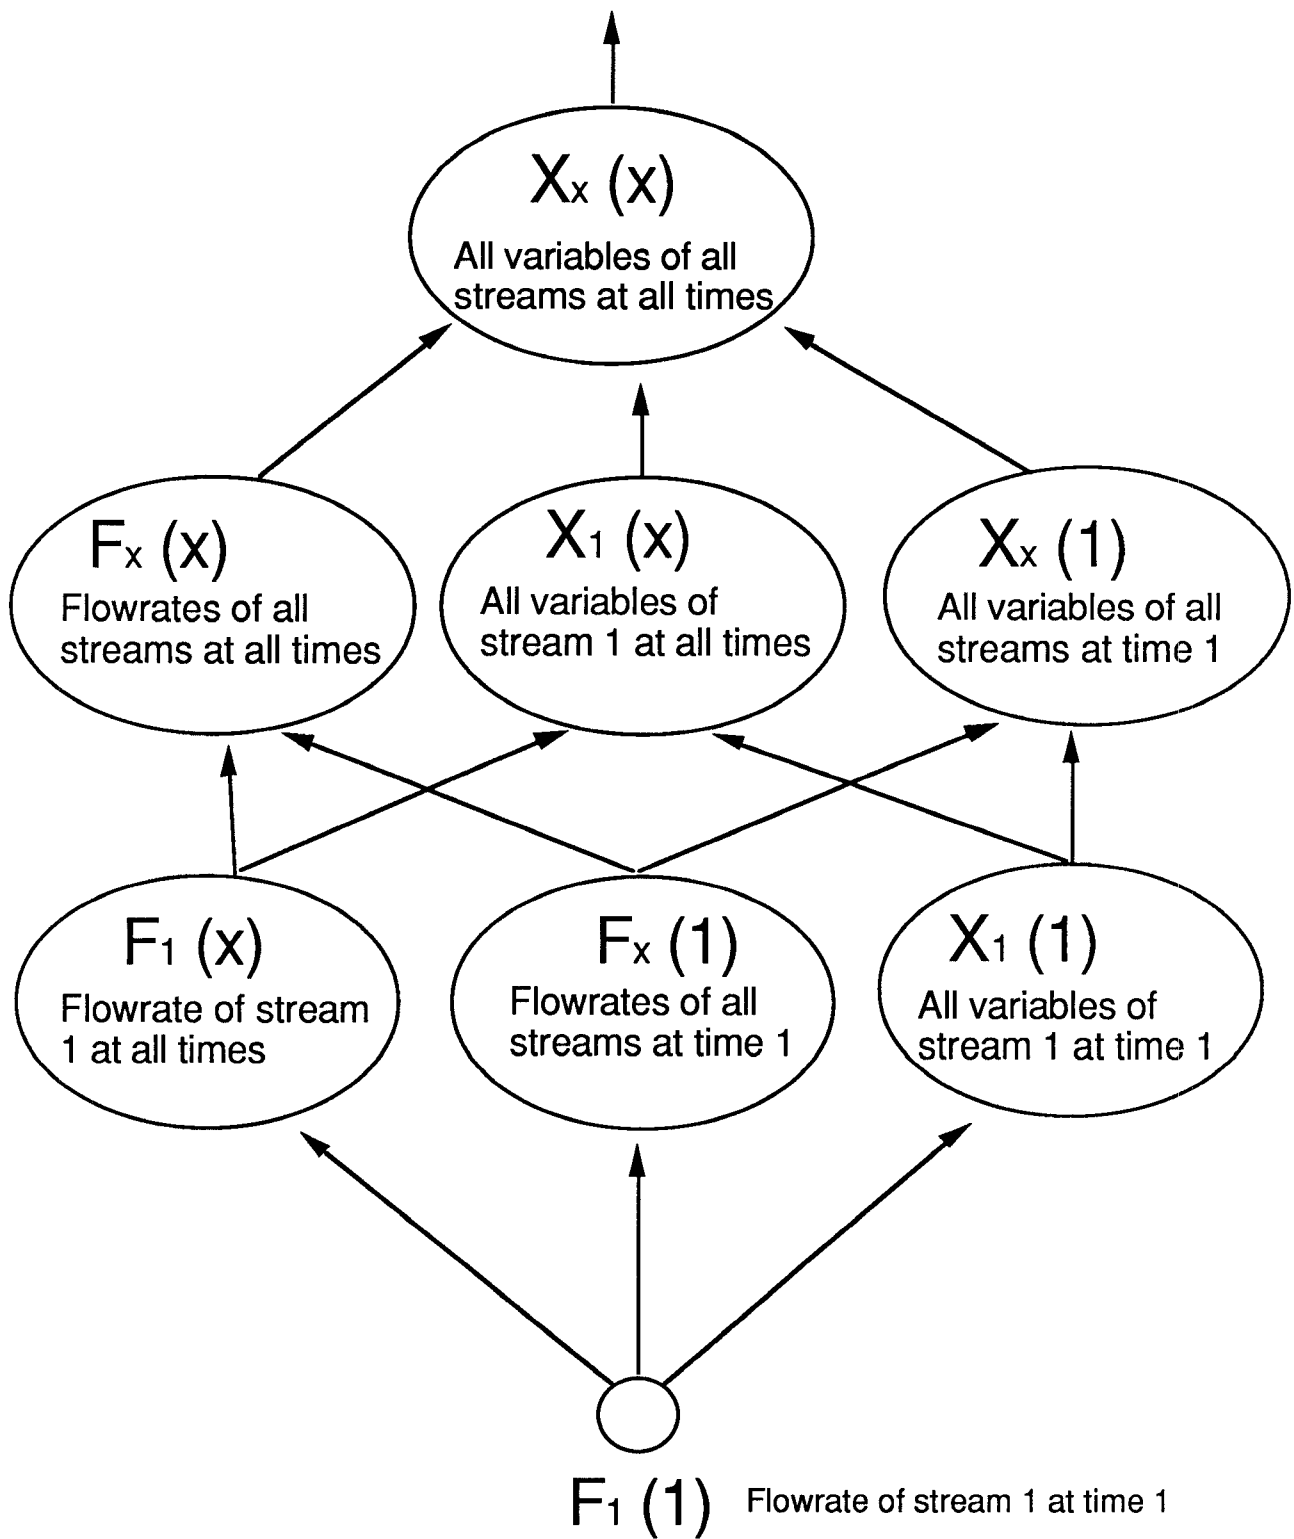 Xx (x)
All variables of all
streams at all times
Fx (x)
Flowrates of all
streams at all times
X1 (x)
All variables of
stream 1 at all times
Xx (1)
All variables of all
streams at time 1
F1 (x)
Flowrate of stream
1 at all times
Fx (1)
Flowrates of all
streams at time 1
X1 (1)
All variables of
stream 1 at time 1
F1 (1) Flowrate of stream 1 at time 1